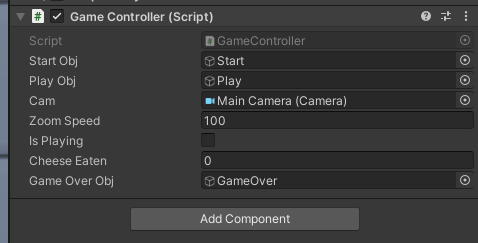 Game Controller (Script)
Script GameController
Start Obj Start
Play Obj Play
Cam Main Camera (Camera)
Zoom Speed 100
Is Playing
Cheese Eaten 0
Game Over Obj GameOver
Add Component